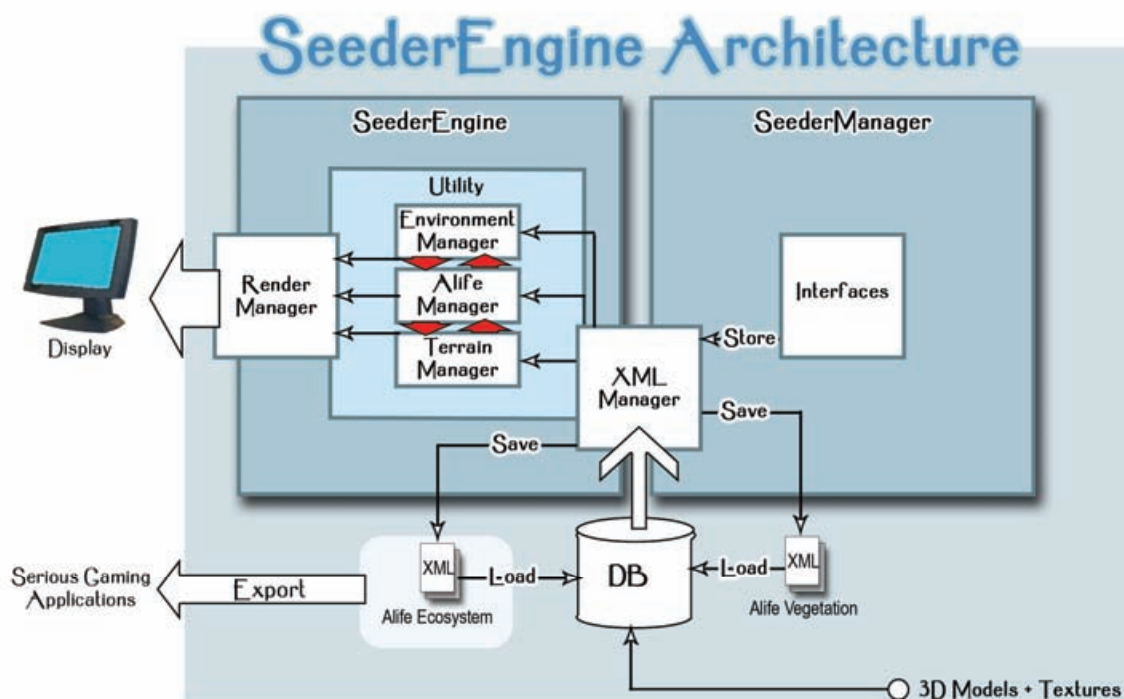 SeederEngine Architecture
SeederEngine
SeederManager
Utility
Environment
Manager
Alife
Manager
Terrain
Manager
Render
Manager
Interfaces
Display
Store
XML
Manager
Save
Save
XML
Load
DB
Load
XML
Serious Gaming
Applications
Export
Alife Ecosystem
Alife Vegetation
3D Models + Textures